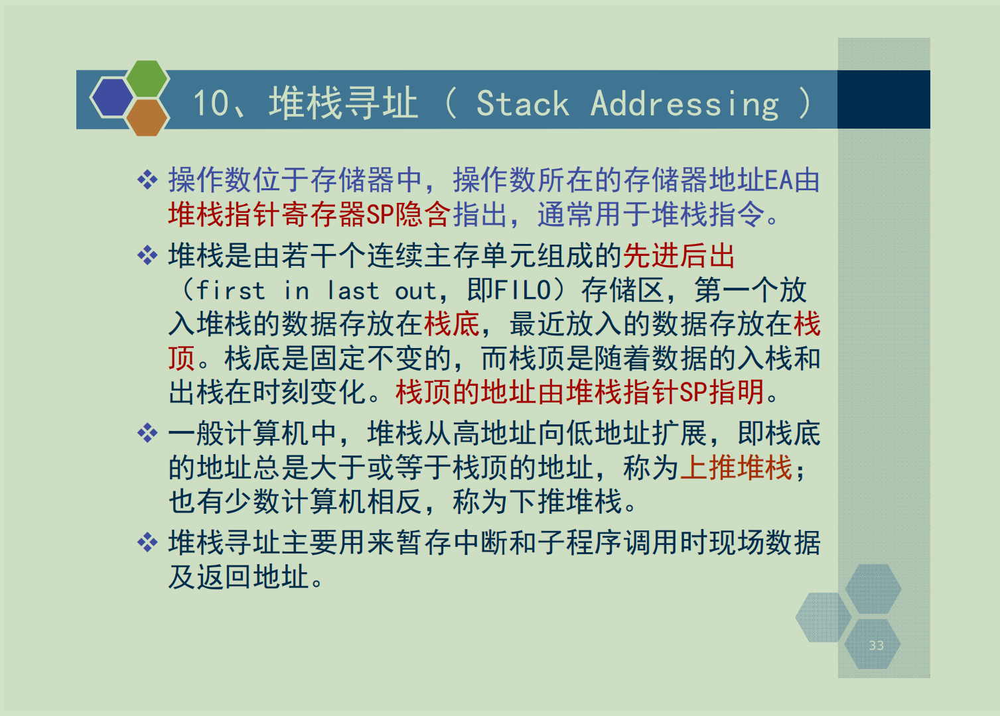 10、堆栈寻址 ( Stack Addressing )
操作数位于存储器中，操作数所在的存储器地址EA由
堆栈指针寄存器SP隐含指出，通常用于堆栈指令。
堆栈是由若干个连续主存单元组成的先进后出
（first in last out，即FILO）存储区，第一个放
入堆栈的数据存放在栈底，最近放入的数据存放在栈
顶。栈底是固定不变的，而栈顶是随着数据的入栈和
出栈在时刻变化。栈顶的地址由堆栈指针SP指明。
一般计算机中，堆栈从高地址向低地址扩展，即栈底
的地址总是大于或等于栈顶的地址，称为上推堆栈；
也有少数计算机相反，称为下推堆栈。
堆栈寻址主要用来暂存中断和子程序调用时现场数据
及返回地址。
33